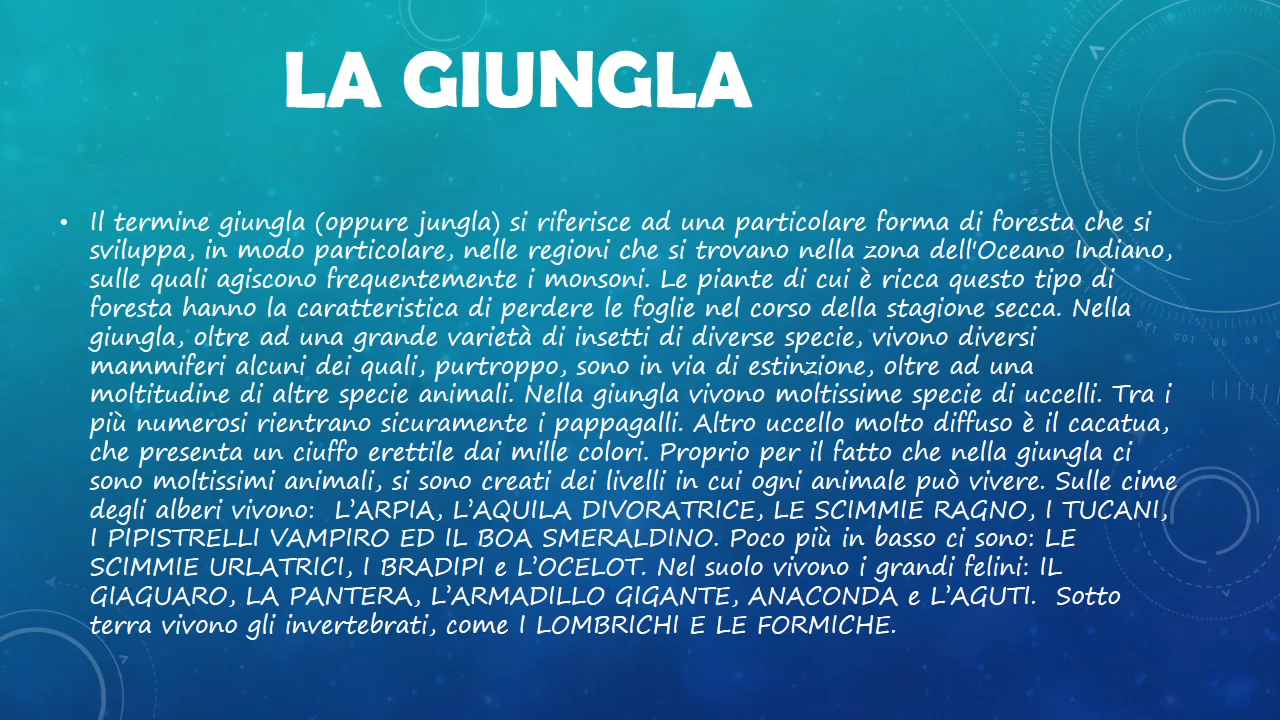 LA GIUNGLA
• Il termine giungla (oppure jungla) si riferisce ad una particolare forma di foresta che si
sviluppa, in modo particolare, nelle regioni che si trovano nella zona dell'Oceano Indiano,
sulle quali agiscono frequentemente i monsoni. Le piante di cui è ricca questo tipo di
foresta hanno la caratteristica di perdere le foglie nel corso della stagione secca. Nella
giungla, oltre ad una grande varietà di insetti di diverse specie, vivono diversi
mammiferi alcuni dei quali, purtroppo, sono in via di estinzione, oltre ad una
moltitudine di altre specie animali. Nella giungla vivono moltissime specie di uccelli. Tra i
più numerosi rientrano sicuramente i pappagalli. Altro uccello molto diffuso è il cacatua,
che presenta un ciuffo erettile dai mille colori. Proprio per il fatto che nella giungla ci
sono moltissimi animali, si sono creati dei livelli in cui ogni animale può vivere. Sulle cime
degli alberi vivono:  L’ARPIA, L’AQUILA DIVORATRICE, LE SCIMMIE RAGNO, I TUCANI,
I PIPISTRELLI VAMPIRO ED IL BOA SMERALDINO. Poco più in basso ci sono: LE
SCIMMIE URLATRICI, I BRADIPI e L’OCELOT. Nel suolo vivono i grandi felini: IL
GIAGUARO, LA PANTERA, L’ARMADILLO GIGANTE, ANACONDA e L’AGUTI.  Sotto
terra vivono gli invertebrati, come I LOMBRICHI E LE FORMICHE.
200
190
180
170
160
120
100
90
80